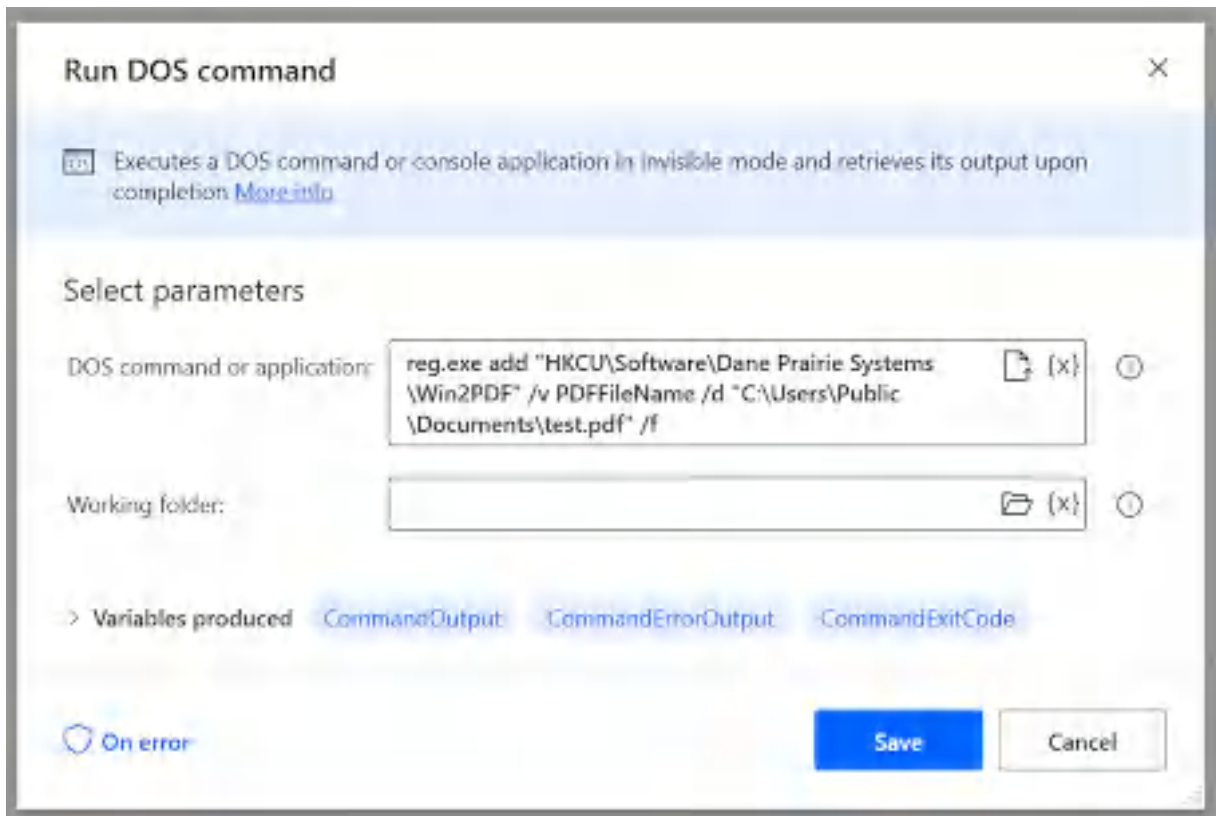 Run DOS command
Executes a DOS command or console application in invisible mode and retrieves its output upon
completion More info
Select parameters
DOS command or application:
reg.exe add "HKCU\Software\Dane Prairie Systems
\Win2PDF" /v PDFFileName /d "C:\Users\Public
\Documents\test.pdf" /f
{x}
Working folder:
{x}
Variables produced CommandOutput CommandErrorOutput CommandExitCode
On error
Save
Cancel